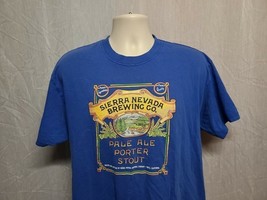 SIERRA NEVADA
BREWING CO.
PALE ALE
PORTER
STOUT